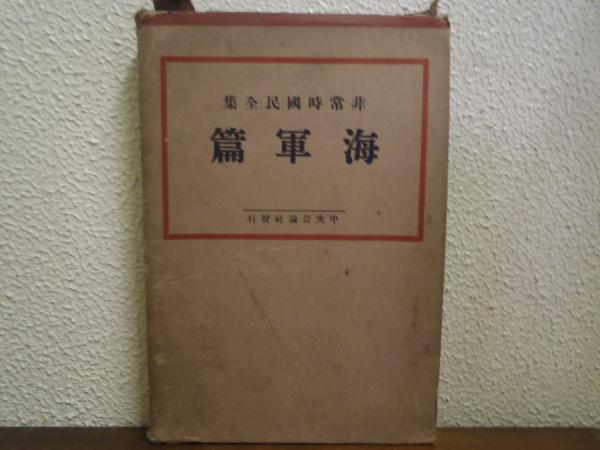 非常時國民全集
海軍篇
中央公論社發行